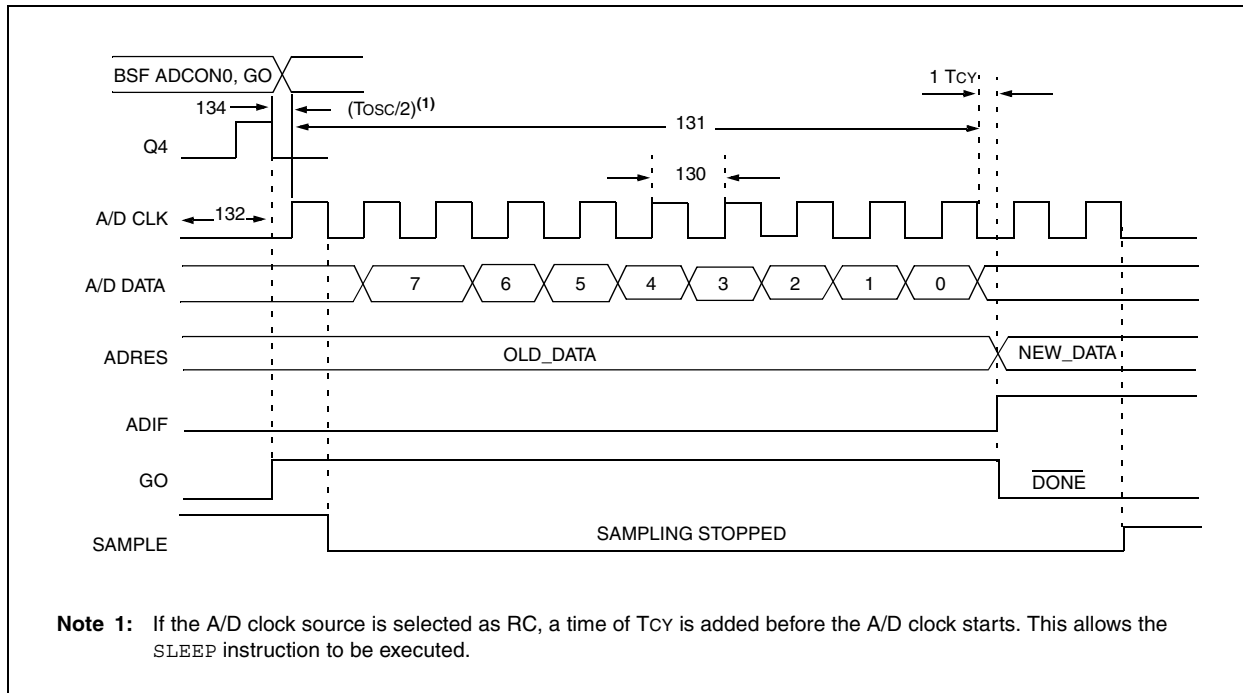 BSF ADCON0, GO
1 TCY
134
(TOSC/2)(1)
131
Q4
130
A/D CLK
132
A/D DATA
7 6 5 4 3 2 1 0
ADRES
OLD_DATA
NEW_DATA
ADIF
GO
DONE
SAMPLE
SAMPLING STOPPED
Note 1: If the A/D clock source is selected as RC, a time of TCY is added before the A/D clock starts. This allows the
SLEEP instruction to be executed.